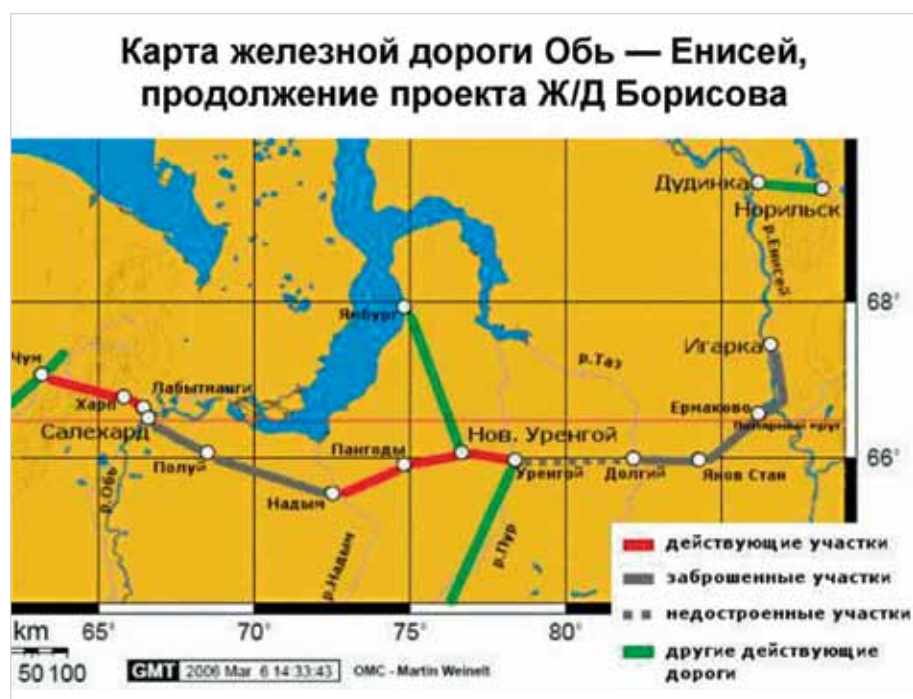 Карта железной дороги Обь — Енисей,
продолжение проекта Ж/Д Борисова
Дудинка
Норильск
р.Енисей
Ямбург
68°
Чум
Игарка
р.Таз
Лабытнанги
Харп
Ермаково
Салехард
Полярный круг
Нов. Уренгой
Пангоды
66°
Полуй
Уренгой
Долгий
Янов Стан
р.Обь
Надым
р.Надым
р.Пур
действующие участки
заброшенные участки
недостроенные участки
другие действующие
дороги
km 65° 70° 75° 80°
50 100
GMT 2006 Mar 6 14:33:43 OMC - Martin Weinelt